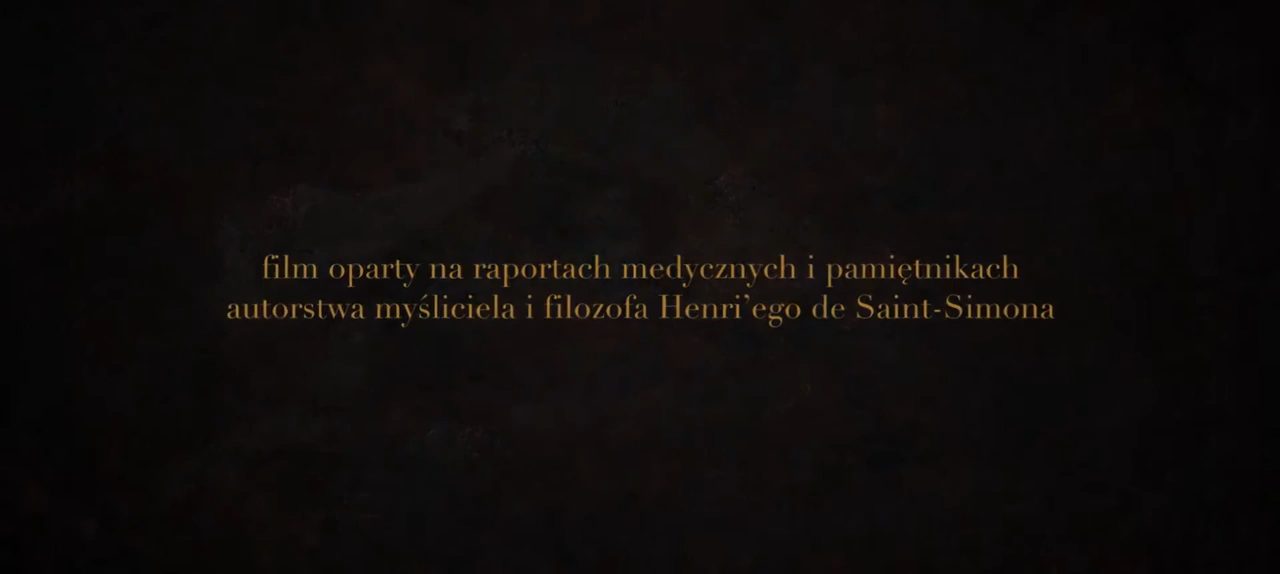 film oparty na raportach medycznych i pamiętnikach
autorstwa myśliciela i filozofa Henri’ego de Saint-Simona